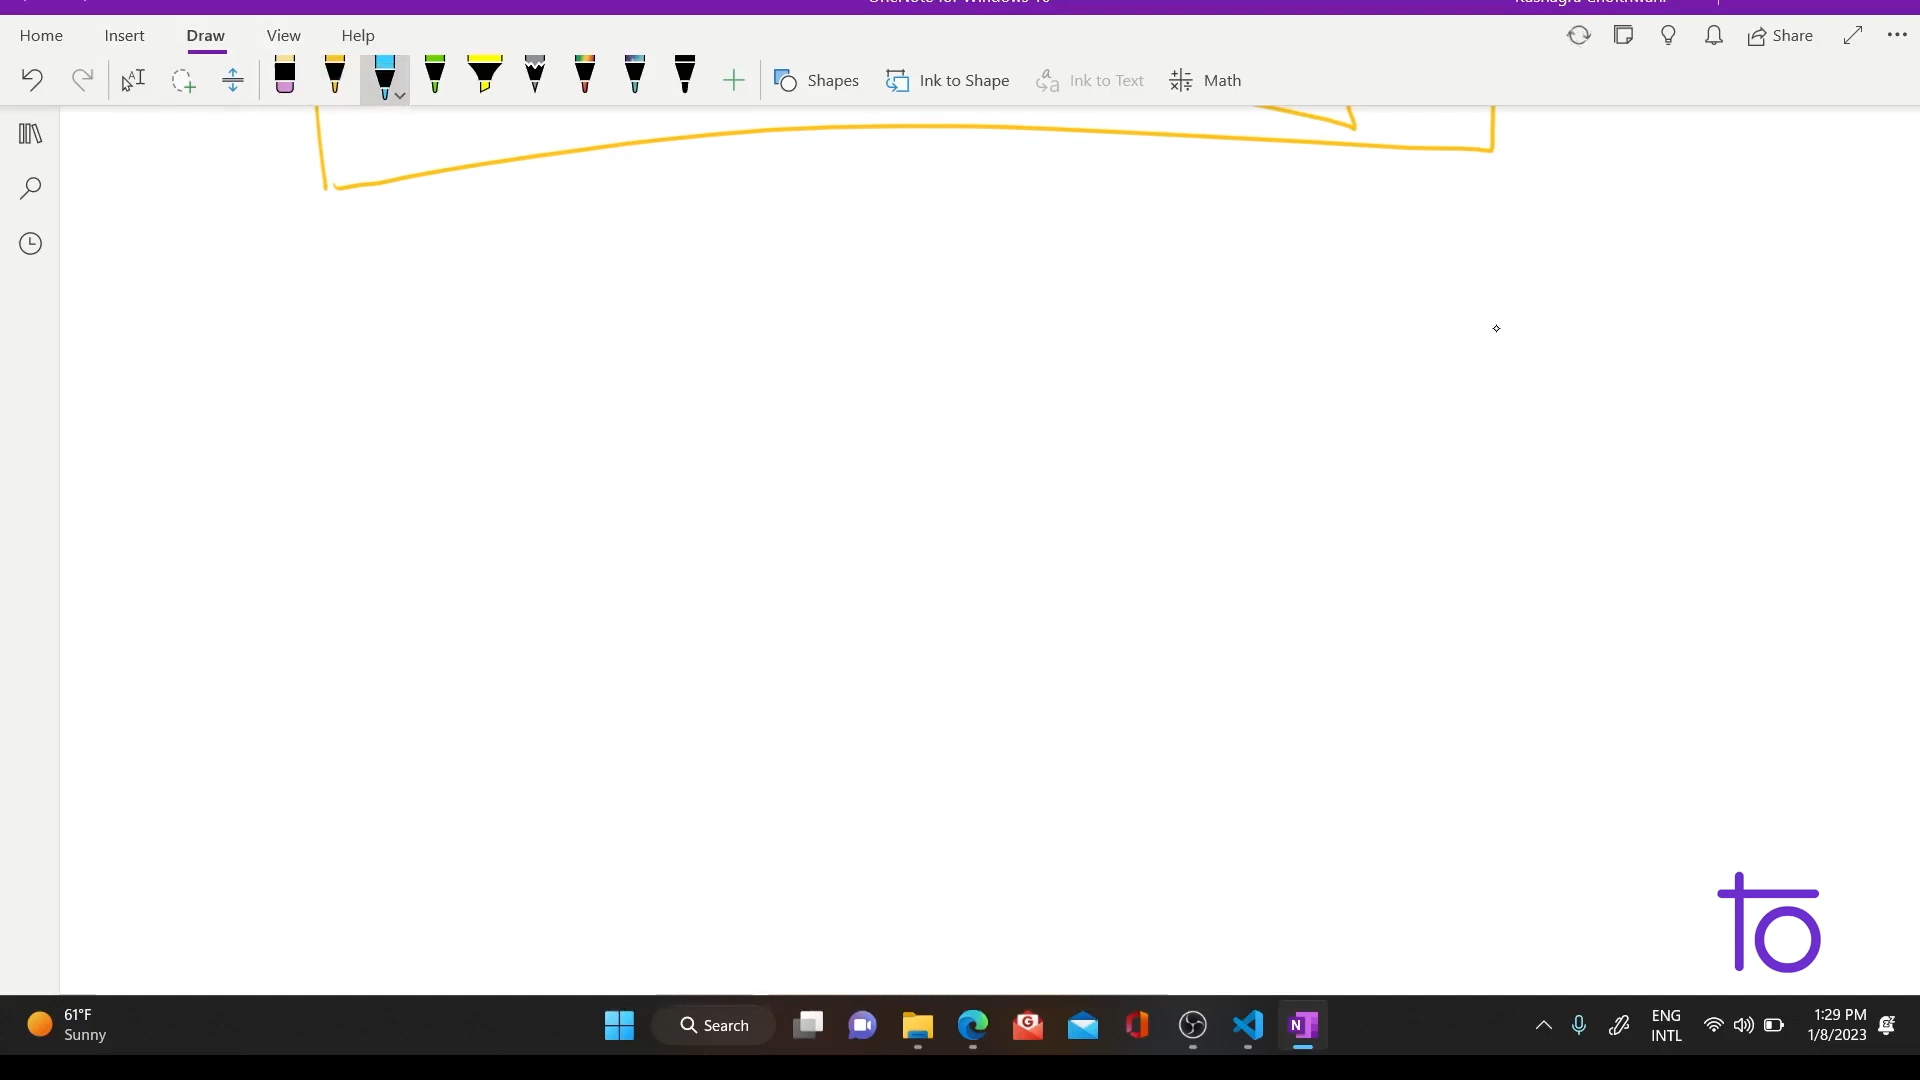 Home Insert Draw View Help Share
Shapes Ink to Shape Ink to Text Math
61°F
Sunny
Search
ENG
INTL
1:29 PM
1/8/2023
to